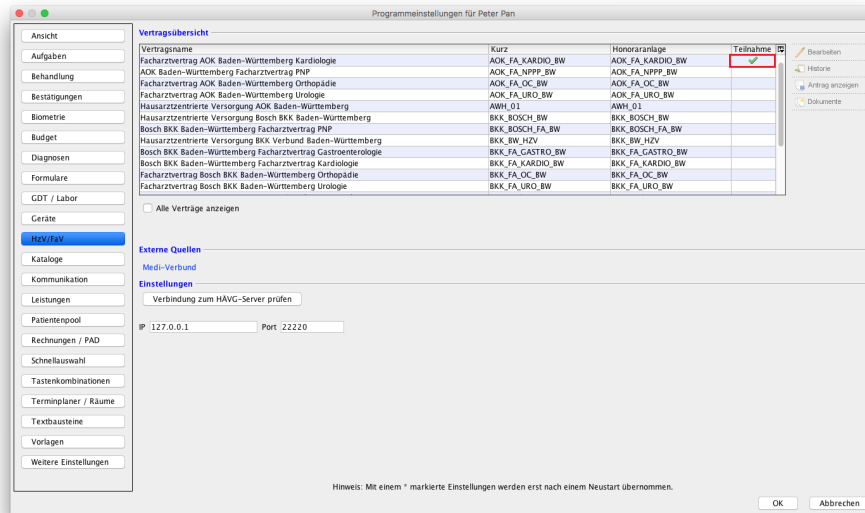 Programmeinstellungen für Peter Pan
Ansicht
Aufgaben
Behandlung
Bestätigungen
Biometrie
Budget
Diagnosen
Formulare
GDT / Labor
Geräte
HzV/FaV
Kataloge
Kommunikation
Leistungen
Patientenpool
Rechnungen / PAD
Schnellauswahl
Tastenkombinationen
Terminplaner / Räume
Textbausteine
Vorlagen
Weitere Einstellungen
Vertragsübersicht
Vertragsname Kurz Honoraranlage Teilnahme
Facharztvertrag AOK Baden-Württemberg Kardiologie AOK_FA_KARDIO_BW AOK_FA_KARDIO_BW
AOK Baden-Württemberg Facharztvertrag PNP AOK_FA_NPPP_BW AOK_FA_NPPP_BW
Facharztvertrag AOK Baden-Württemberg Orthopädie AOK_FA_OC_BW AOK_FA_OC_BW
Facharztvertrag AOK Baden-Württemberg Urologie AOK_FA_URO_BW AOK_FA_URO_BW
Hausarztzentrierte Versorgung AOK Baden-Württemberg AWH_01 AWH_01
Hausarztzentrierte Versorgung Bosch BKK Baden-Württemberg BKK_BOSCH_BW BKK_BOSCH_BW
Bosch BKK Baden-Württemberg Facharztvertrag PNP BKK_BOSCH_FA_BW BKK_BOSCH_FA_BW
Hausarztzentrierte Versorgung BKK Verbund Baden-Württemberg BKK_BW_HZV BKK_BW_HZV
Bosch BKK Baden-Württemberg Facharztvertrag Gastroenterologie BKK_FA_GASTRO_BW BKK_FA_GASTRO_BW
Bosch BKK Baden-Württemberg Facharztvertrag Kardiologie BKK_FA_KARDIO_BW BKK_FA_KARDIO_BW
Facharztvertrag Bosch BKK Baden-Württemberg Orthopädie BKK_FA_OC_BW BKK_FA_OC_BW
Facharztvertrag Bosch BKK Baden-Württemberg Urologie BKK_FA_URO_BW BKK_FA_URO_BW
Bearbeiten
Historie
Antrag anzeigen
Dokumente
Alle Verträge anzeigen
Externe Quellen
Medi-Verbund
Einstellungen
Verbindung zum HÄVG-Server prüfen
IP 127.0.0.1 Port 22220
Hinweis: Mit einem * markierte Einstellungen werden erst nach einem Neustart übernommen.
OK Abbrechen